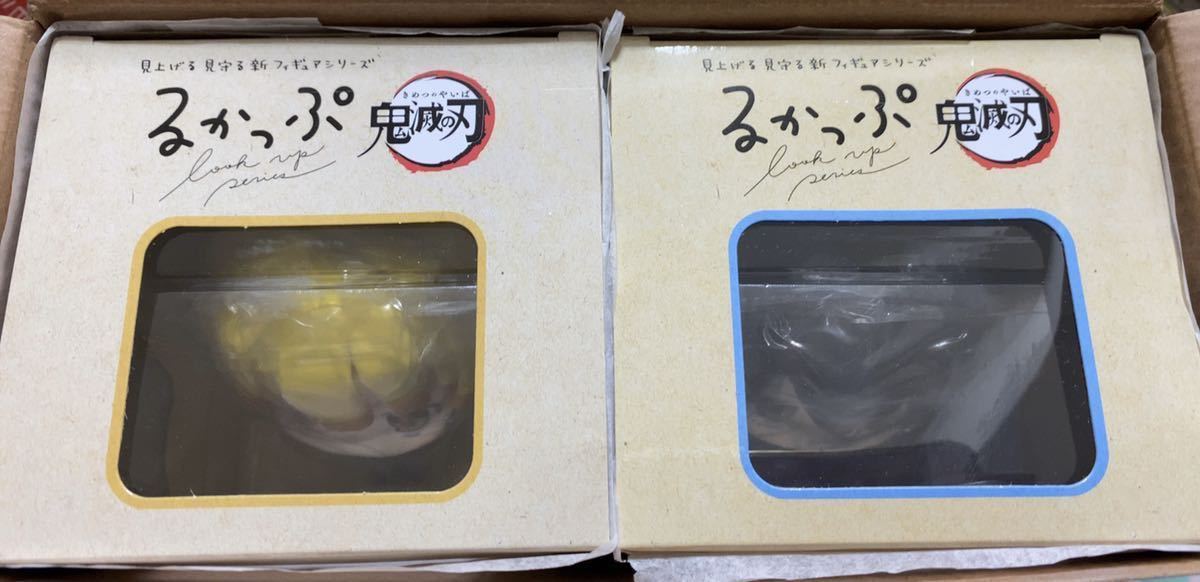 見上げる 見守る 新 フィギュアシリーズ
るかっぷ
look up
series
きめつのやいば
鬼滅の刃
見上げる 見守る 新 フィギュアシリーズ
るかっぷ
look up
series
きめつのやいば
鬼滅の刃